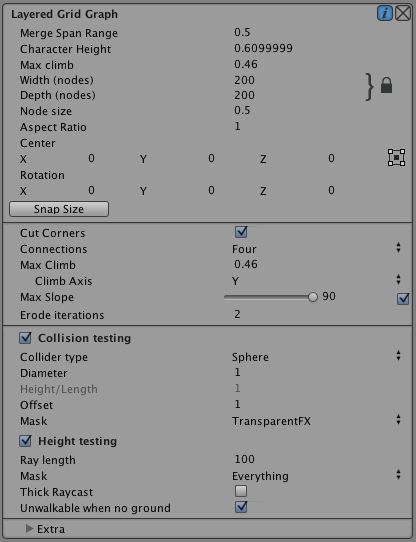 Layered Grid Graph i
Merge Span Range 0.5
Character Height 0.6099999
Max climb 0.46
Width (nodes) 200
Depth (nodes) 200
Node size 0.5
Aspect Ratio 1
Center
X 0 Y 0 Z 0
Rotation
X 0 Y 0 Z 0
Snap Size
Cut Corners
Connections Four
Max Climb 0.46
Climb Axis Y
Max Slope 90
Erode iterations 2
Collision testing
Collider type Sphere
Diameter 1
Height/Length 1
Offset 1
Mask TransparentFX
Height testing
Ray length 100
Mask Everything
Thick Raycast
Unwalkable when no ground
Extra